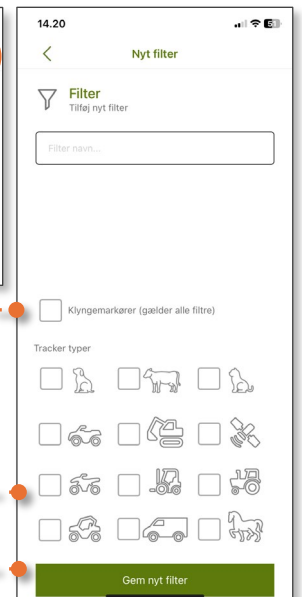 14.20
Nyt filter
Filter
Tilføj nyt filter
Filter navn...
Klyngemarkører (gælder alle filtre)
Tracker typer
Gem nyt filter